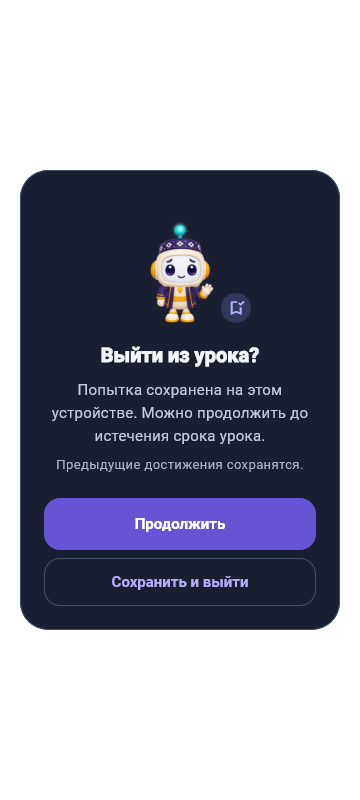 Выйти из урока?
Попытка сохранена на этом
устройстве. Можно продолжить до
истечения срока урока.
Предыдущие достижения сохранятся.
Продолжить
Сохранить и выйти